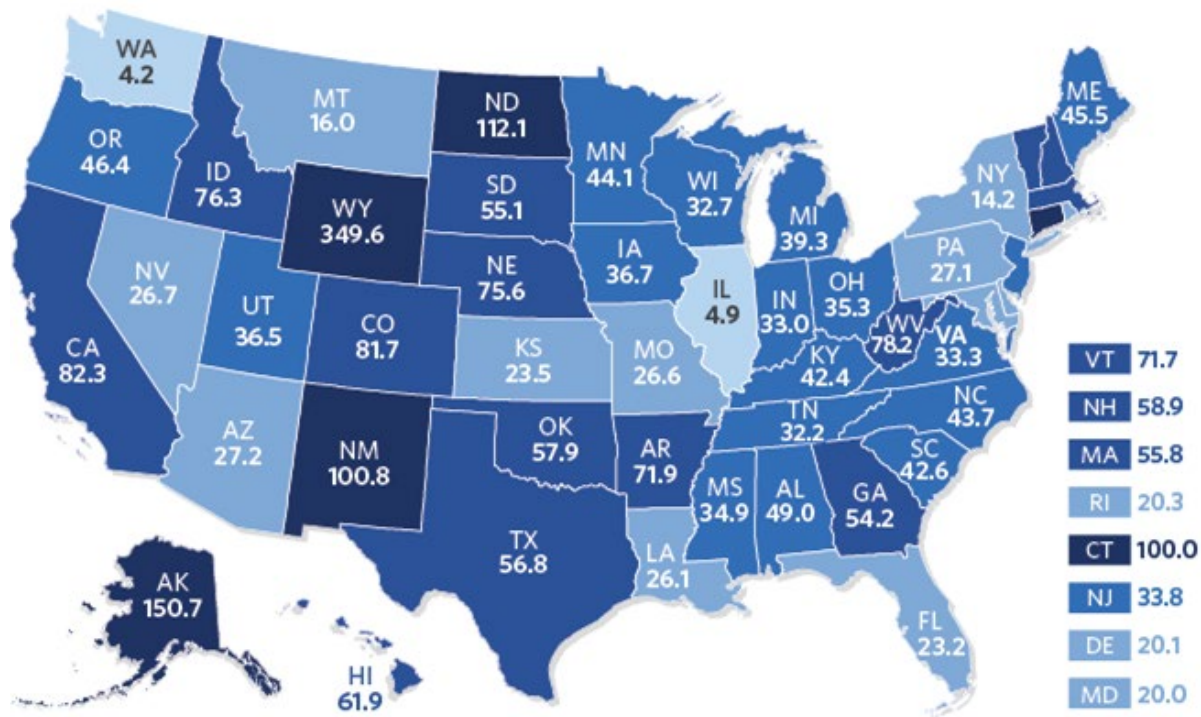 WA
4.2
MT
16.0
ND
112.1
ME
45.5
OR
46.4
ID
76.3
MN
44.1
WI
32.7
NY
14.2
SD
55.1
WY
349.6
MI
39.3
PA
27.1
NE
75.6
IA
36.7
NV
26.7
UT
36.5
IL
4.9
IN
33.0
OH
35.3
CO
81.7
WV
78.2
VA
33.3
CA
82.3
KS
23.5
MO
26.6
KY
42.4
NC
43.7
TN
32.2
AZ
27.2
NM
100.8
OK
57.9
AR
71.9
SC
42.6
MS
34.9
AL
49.0
GA
54.2
TX
56.8
LA
26.1
AK
150.7
FL
23.2
HI
61.9
VT 71.7
NH 58.9
MA 55.8
RI 20.3
CT 100.0
NJ 33.8
DE 20.1
MD 20.0